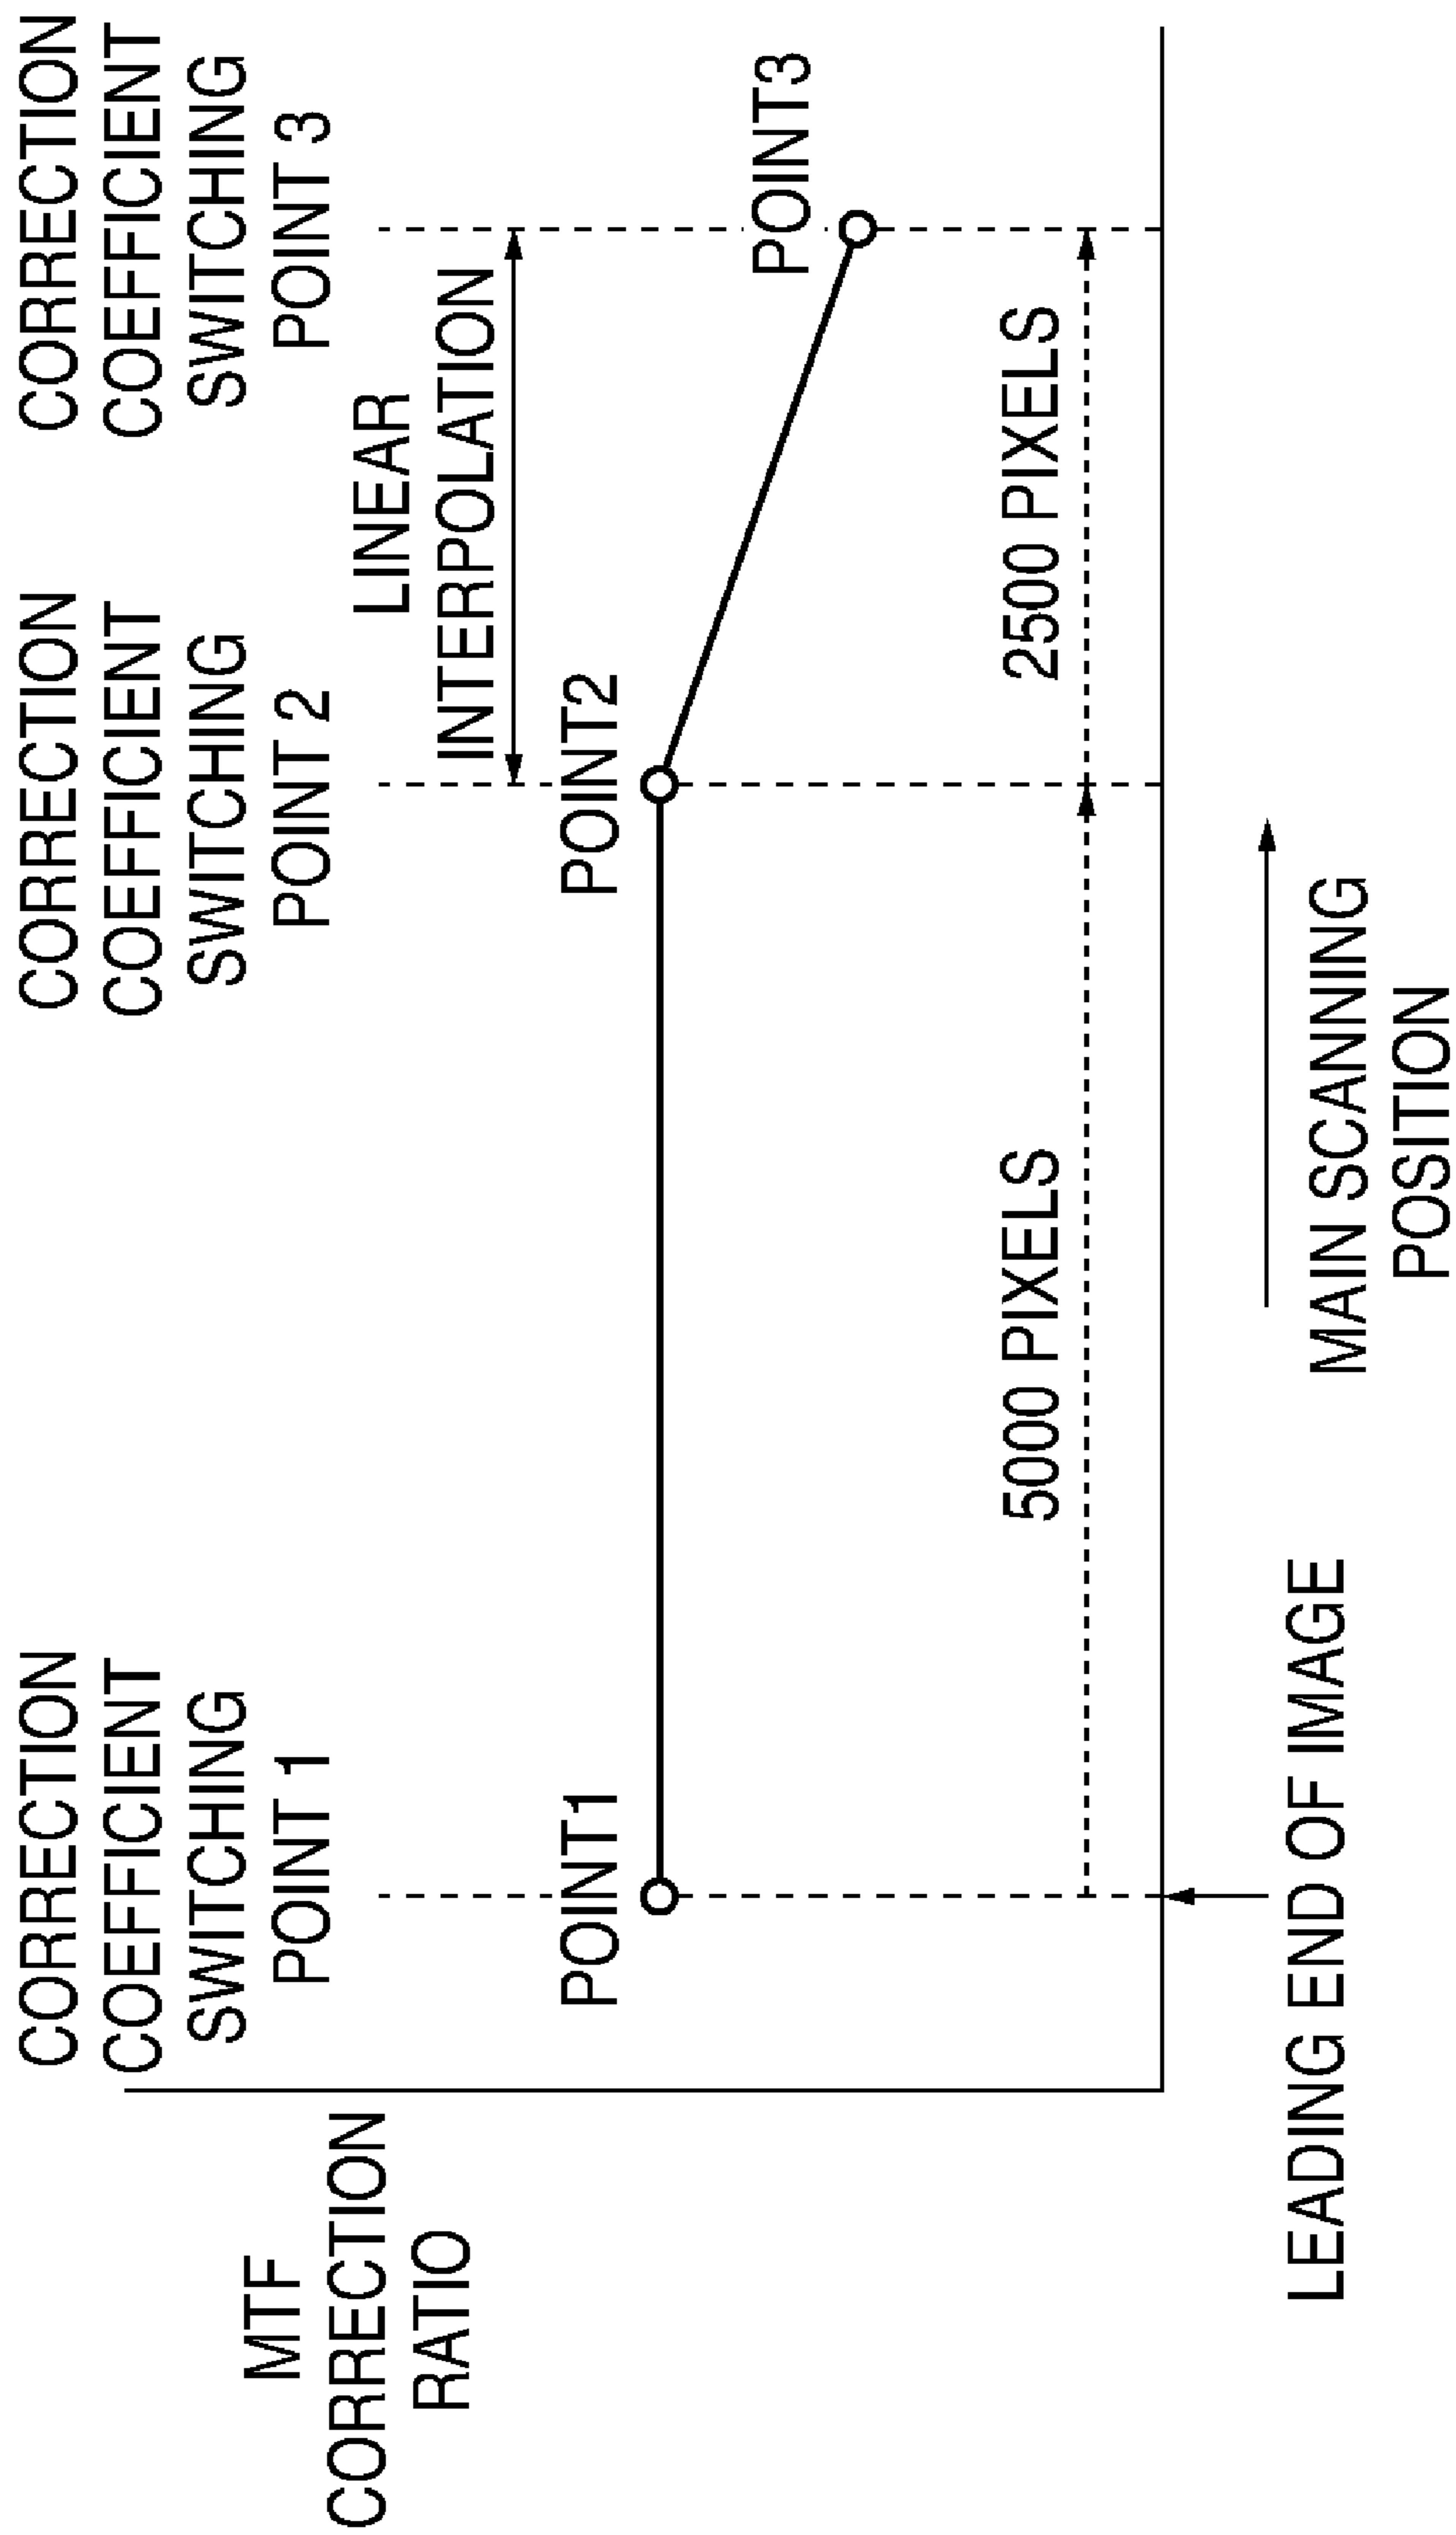 CORRECTION
COEFFICIENT
SWITCHING
POINT 1
CORRECTION
COEFFICIENT
SWITCHING
POINT 2
CORRECTION
COEFFICIENT
SWITCHING
POINT 3
MTF
CORRECTION
RATIO
LINEAR
INTERPOLATION
POINT1
POINT2
POINT3
5000 PIXELS
2500 PIXELS
LEADING END OF IMAGE
MAIN SCANNING
POSITION